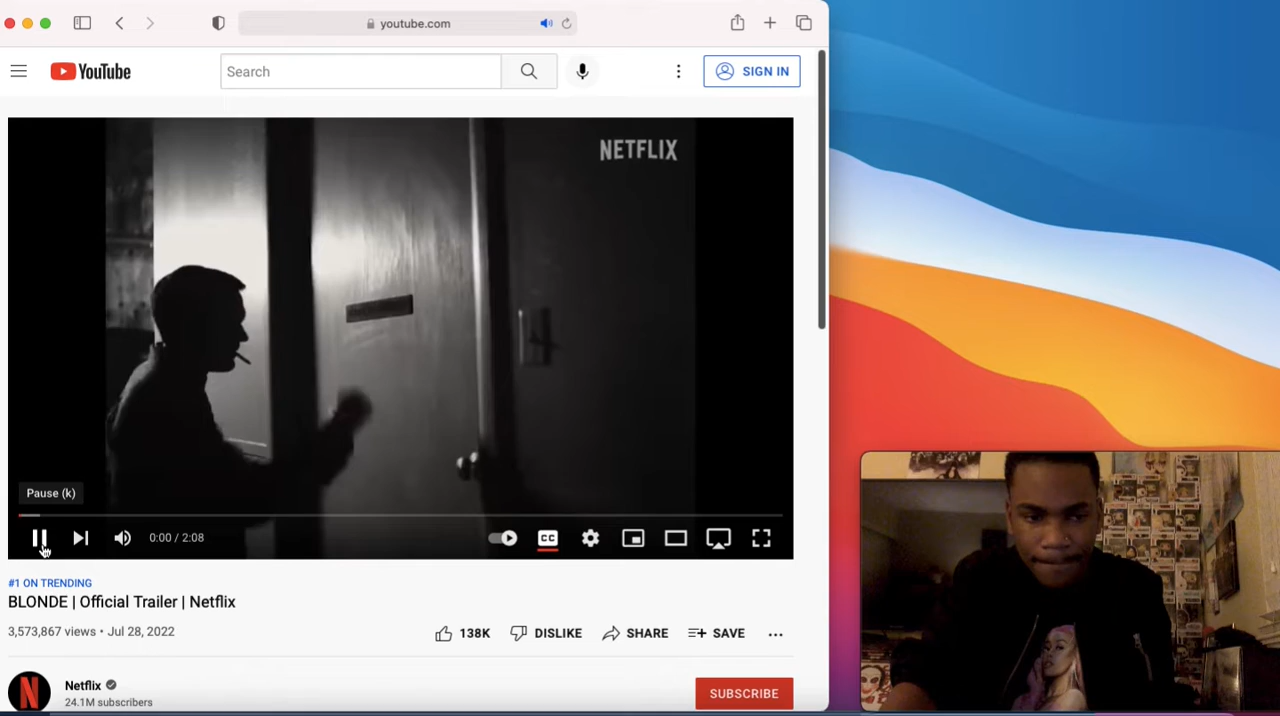 youtube.com
YouTube
Search
SIGN IN
NETFLIX
Pause (k)
0:00 / 2:08
CC
#1 ON TRENDING
BLONDE | Official Trailer | Netflix
3,573,867 views • Jul 28, 2022
138K
DISLIKE
SHARE
SAVE
N
Netflix
24.1M subscribers
SUBSCRIBE